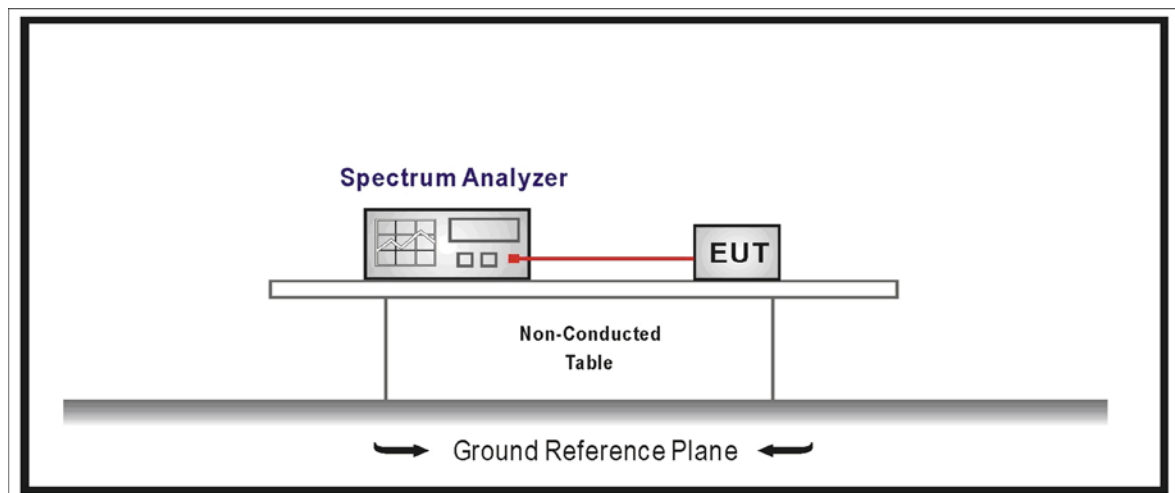 Spectrum Analyzer
EUT
Non-Conducted
Table
Ground Reference Plane